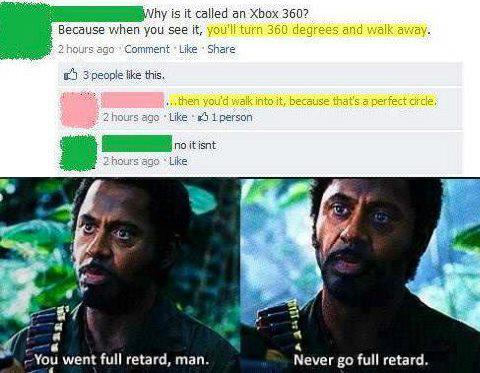 Why is it called an Xbox 360?
Because when you see it, you'll turn 360 degrees and walk away.
2 hours ago · Comment · Like · Share
3 people like this.
...then you'd walk into it, because that's a perfect circle.
2 hours ago · Like · 1 person
no it isnt
2 hours ago · Like
You went full retard, man.
Never go full retard.